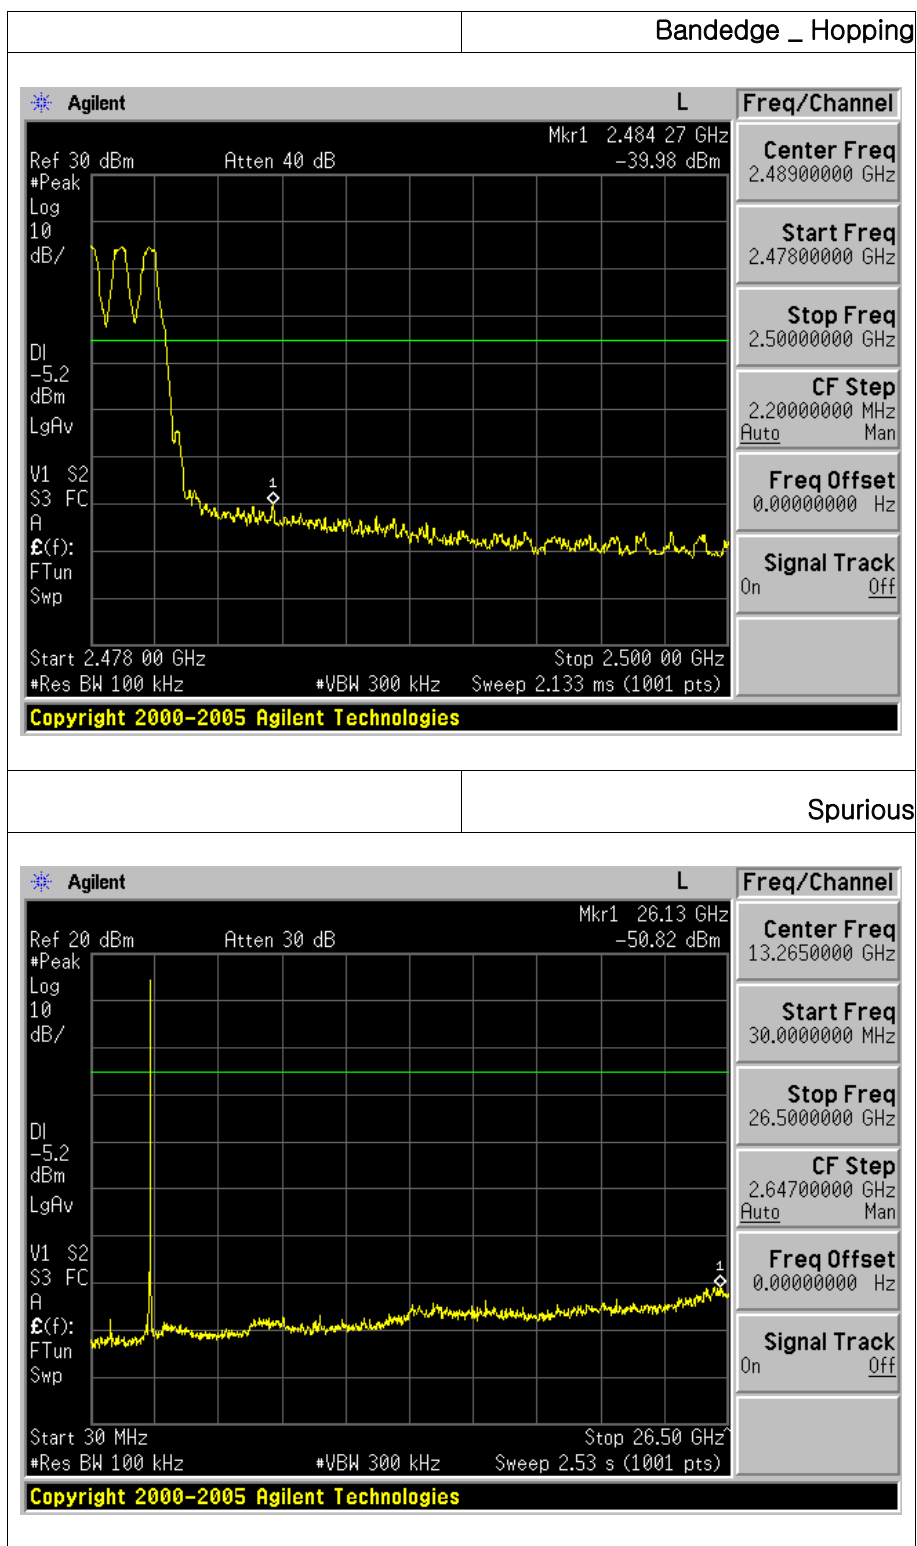 Bandedge _ Hopping
Agilent L
Mkr1 2.484 27 GHz
Ref 30 dBm Atten 40 dB -39.98 dBm
#Peak
Log
10
dB/
DI
-5.2
dBm
LgAv
V1 S2
S3 FC
A
£(f):
FTun
Swp
1
Start 2.478 00 GHz Stop 2.500 00 GHz
#Res BW 100 kHz #VBW 300 kHz Sweep 2.133 ms (1001 pts)
Copyright 2000-2005 Agilent Technologies
Freq/Channel
Center Freq
2.48900000 GHz
Start Freq
2.47800000 GHz
Stop Freq
2.50000000 GHz
CF Step
2.20000000 MHz
Auto Man
Freq Offset
0.00000000 Hz
Signal Track
On Off
Spurious
Agilent L
Mkr1 26.13 GHz
Ref 20 dBm Atten 30 dB -50.82 dBm
#Peak
Log
10
dB/
DI
-5.2
dBm
LgAv
V1 S2
S3 FC
A
£(f):
FTun
Swp
1
Start 30 MHz Stop 26.50 GHz^
#Res BW 100 kHz #VBW 300 kHz Sweep 2.53 s (1001 pts)
Copyright 2000-2005 Agilent Technologies
Freq/Channel
Center Freq
13.2650000 GHz
Start Freq
30.0000000 MHz
Stop Freq
26.5000000 GHz
CF Step
2.64700000 GHz
Auto Man
Freq Offset
0.00000000 Hz
Signal Track
On Off